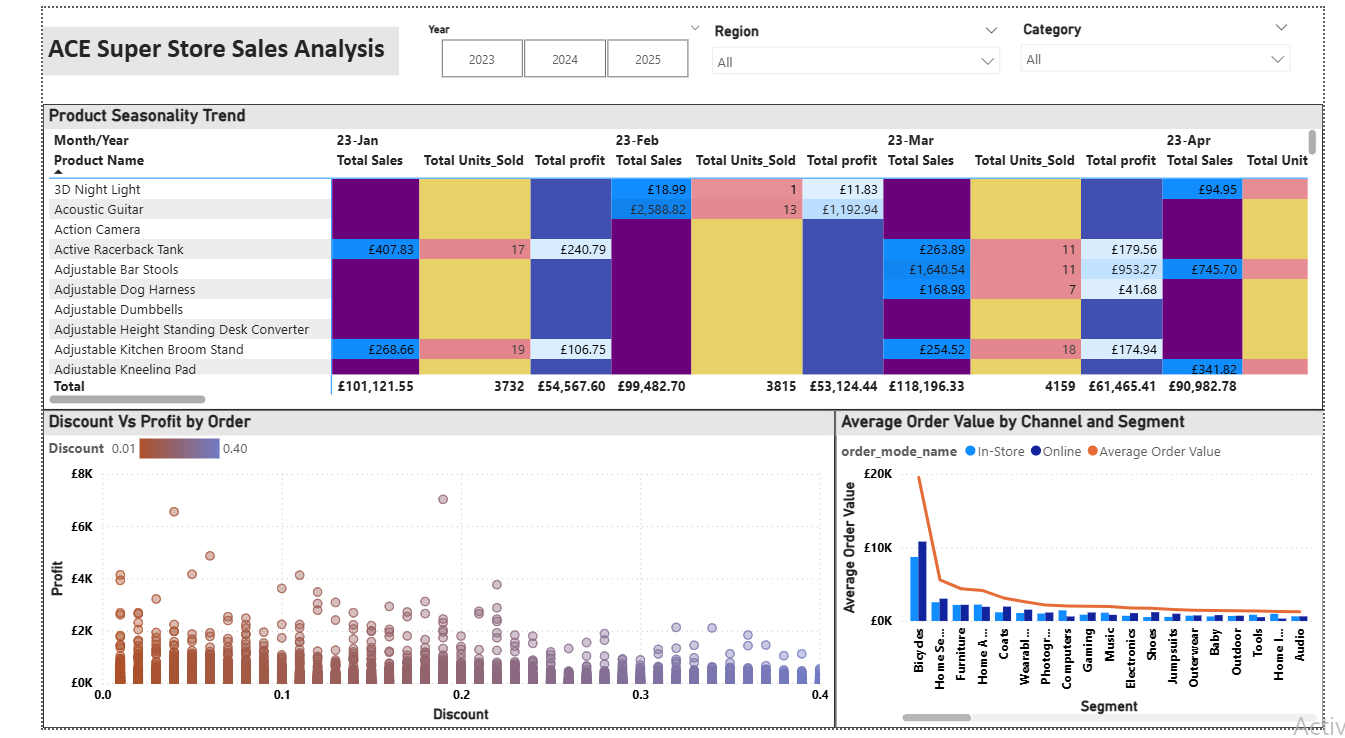 ACE Super Store Sales Analysis
Year
2023 2024 2025
Region
All
Category
All
Product Seasonality Trend
Month/Year 23-Jan 23-Feb 23-Mar 23-Apr
Product Name Total Sales Total Units_Sold Total profit Total Sales Total Units_Sold Total profit Total Sales Total Units_Sold Total profit Total Sales Total Unit
3D Night Light £18.99 1 £11.83 £94.95
Acoustic Guitar £2,588.82 13 £1,192.94
Action Camera
Active Racerback Tank £407.83 17 £240.79 £263.89 11 £179.56
Adjustable Bar Stools £1,640.54 11 £953.27 £745.70
Adjustable Dog Harness £168.98 7 £41.68
Adjustable Dumbbells
Adjustable Height Standing Desk Converter
Adjustable Kitchen Broom Stand £268.66 19 £106.75 £254.52 18 £174.94
Adjustable Kneeling Pad £341.82
Total £101,121.55 3732 £54,567.60 £99,482.70 3815 £53,124.44 £118,196.33 4159 £61,465.41 £90,982.78
Discount Vs Profit by Order
Discount 0.01 0.40
£8K
£6K
£4K
£2K
£0K
Profit
0.0 0.1 0.2 0.3 0.4
Discount
Average Order Value by Channel and Segment
order_mode_name In-Store Online Average Order Value
£20K
£10K
£0K
Average Order Value
Bicycles
Home Se...
Furniture
Home A...
Coats
Wearabl...
Photogr...
Computers
Gaming
Music
Electronics
Shoes
Jumpsuits
Outerwear
Baby
Outdoor
Tools
Home I...
Audio
Segment
Activ